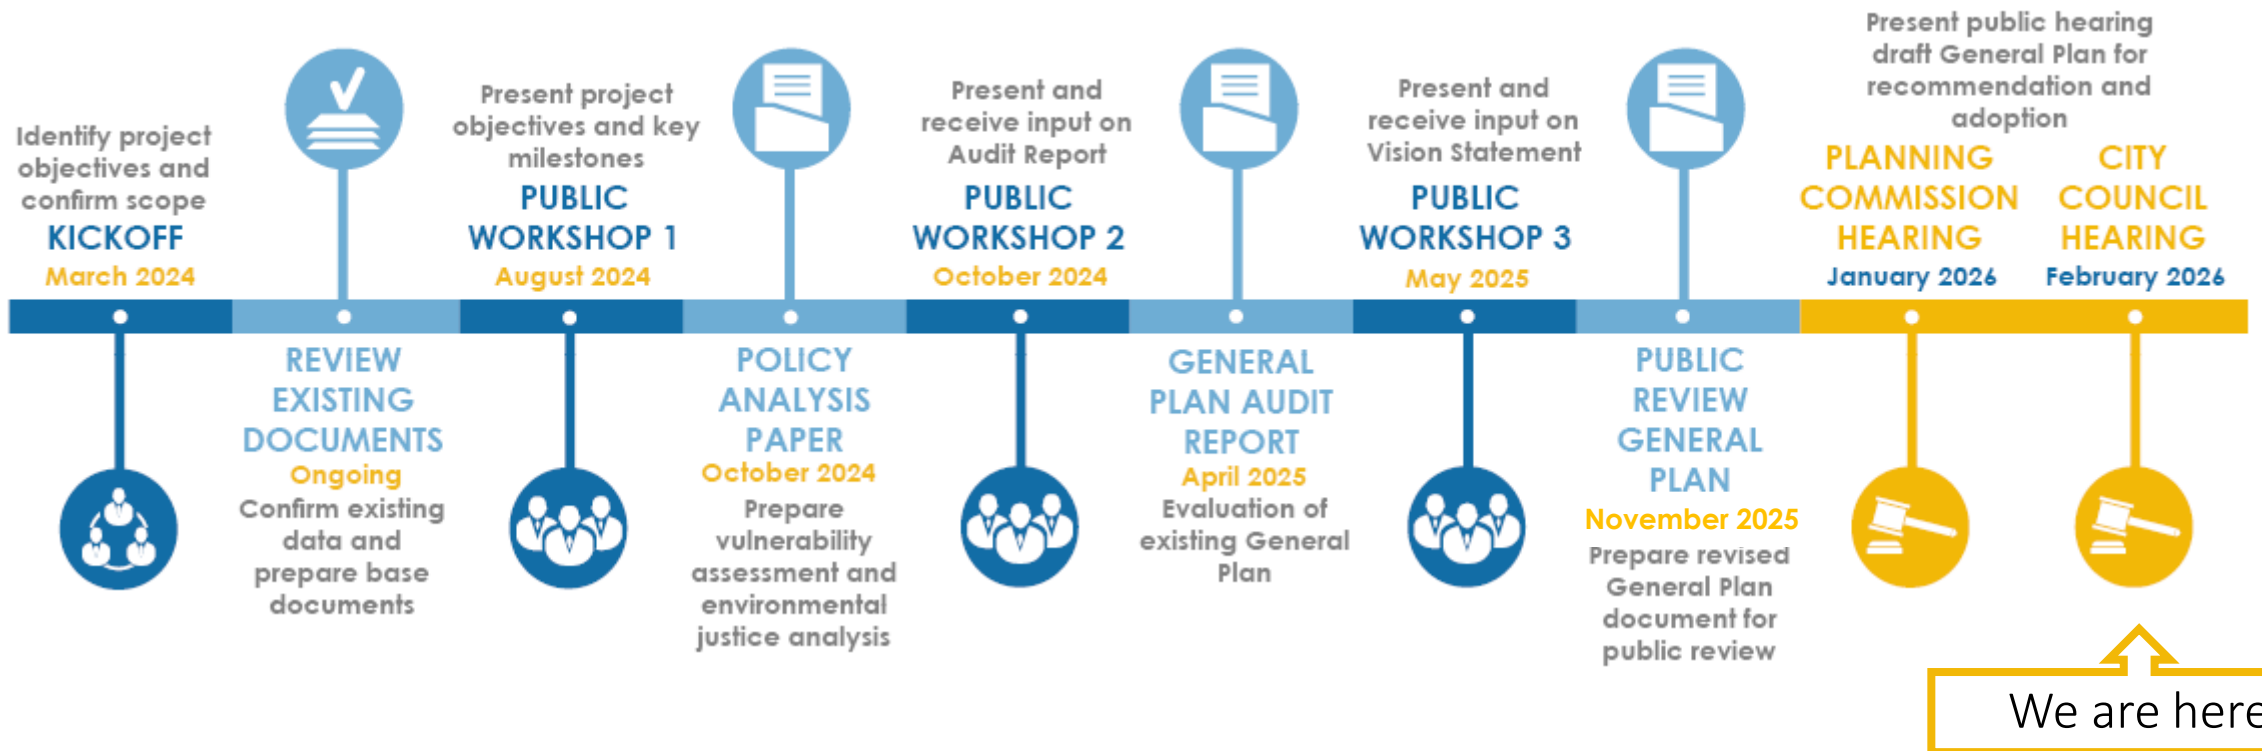 Identify project
objectives and
confirm scope
KICKOFF
March 2024
REVIEW
EXISTING
DOCUMENTS
Ongoing
Confirm existing
data and
prepare base
documents
Present project
objectives and key
milestones
PUBLIC
WORKSHOP 1
August 2024
POLICY
ANALYSIS
PAPER
October 2024
Prepare
vulnerability
assessment and
environmental
justice analysis
Present and
receive input on
Audit Report
PUBLIC
WORKSHOP 2
October 2024
GENERAL
PLAN AUDIT
REPORT
April 2025
Evaluation of
existing General
Plan
Present and
receive input on
Vision Statement
PUBLIC
WORKSHOP 3
May 2025
PUBLIC
REVIEW
GENERAL
PLAN
November 2025
Prepare revised
General Plan
document for
public review
Present public hearing
draft General Plan for
recommendation and
adoption
PLANNING
COMMISSION
HEARING
January 2026
CITY
COUNCIL
HEARING
February 2026
We are here